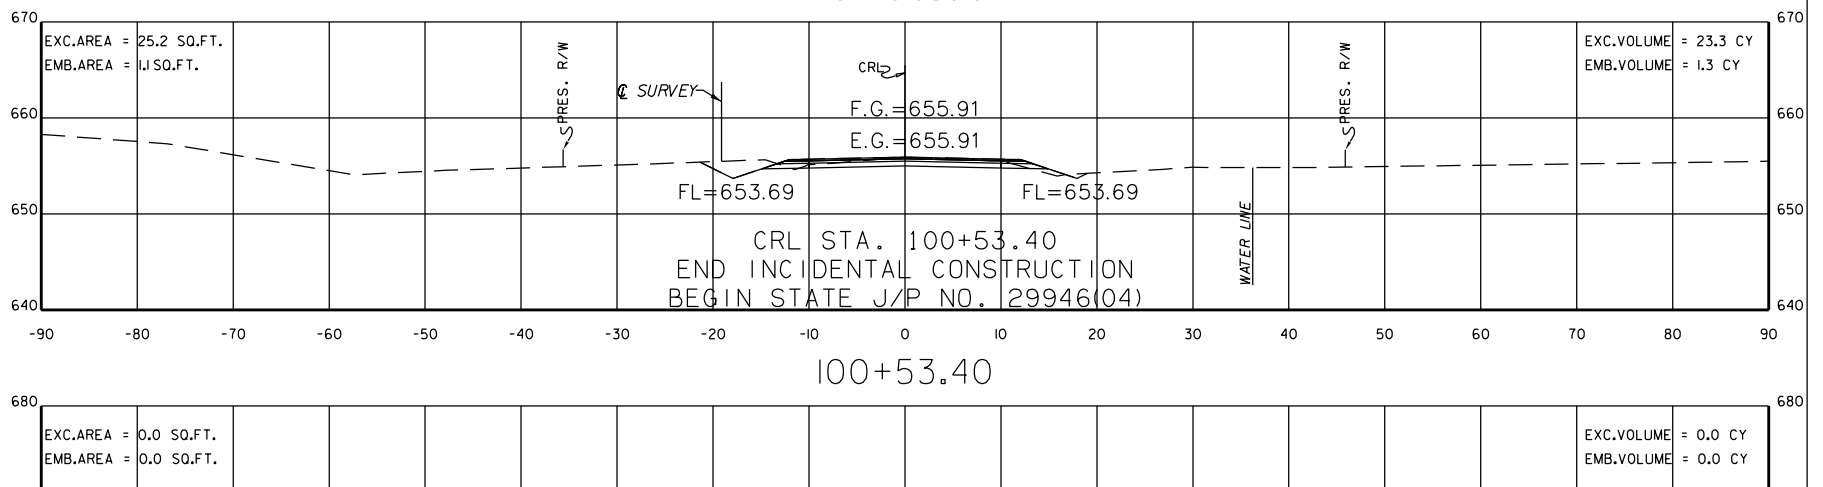 670 670
EXC.AREA = 25.2 SQ.FT. EXC.VOLUME = 23.3 CY
EMB.AREA = 1.1 SQ.FT. EMB.VOLUME = 1.3 CY
PRES. R/W
℄ SURVEY
CRL
PRES. R/W
F.G.=655.91
660 660
E.G.=655.91
FL=653.69 FL=653.69
650 650
WATER LINE
CRL STA. 100+53.40
END INCIDENTAL CONSTRUCTION
BEGIN STATE J/P NO. 29946(04)
640 640
-90 -80 -70 -60 -50 -40 -30 -20 -10 0 10 20 30 40 50 60 70 80 90
100+53.40
680 680
EXC.AREA = 0.0 SQ.FT. EXC.VOLUME = 0.0 CY
EMB.AREA = 0.0 SQ.FT. EMB.VOLUME = 0.0 CY